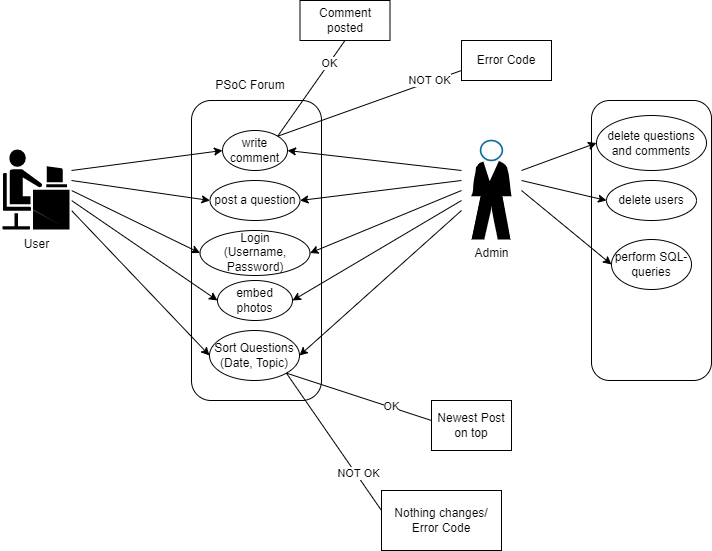 Comment
posted
OK
Error Code
NOT OK
PSoC Forum
write
comment
delete questions
and comments
post a question
delete users
User
Login
(Username,
Password)
Admin
perform SQL-
queries
embed
photos
Sort Questions
(Date, Topic)
OK
Newest Post
on top
NOT OK
Nothing changes/
Error Code